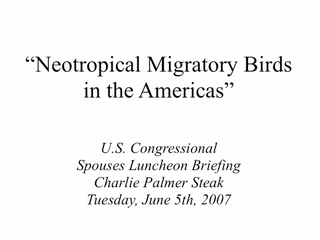 “Neotropical Migratory Birds
in the Americas”
U.S. Congressional
Spouses Luncheon Briefing
Charlie Palmer Steak
Tuesday, June 5th, 2007